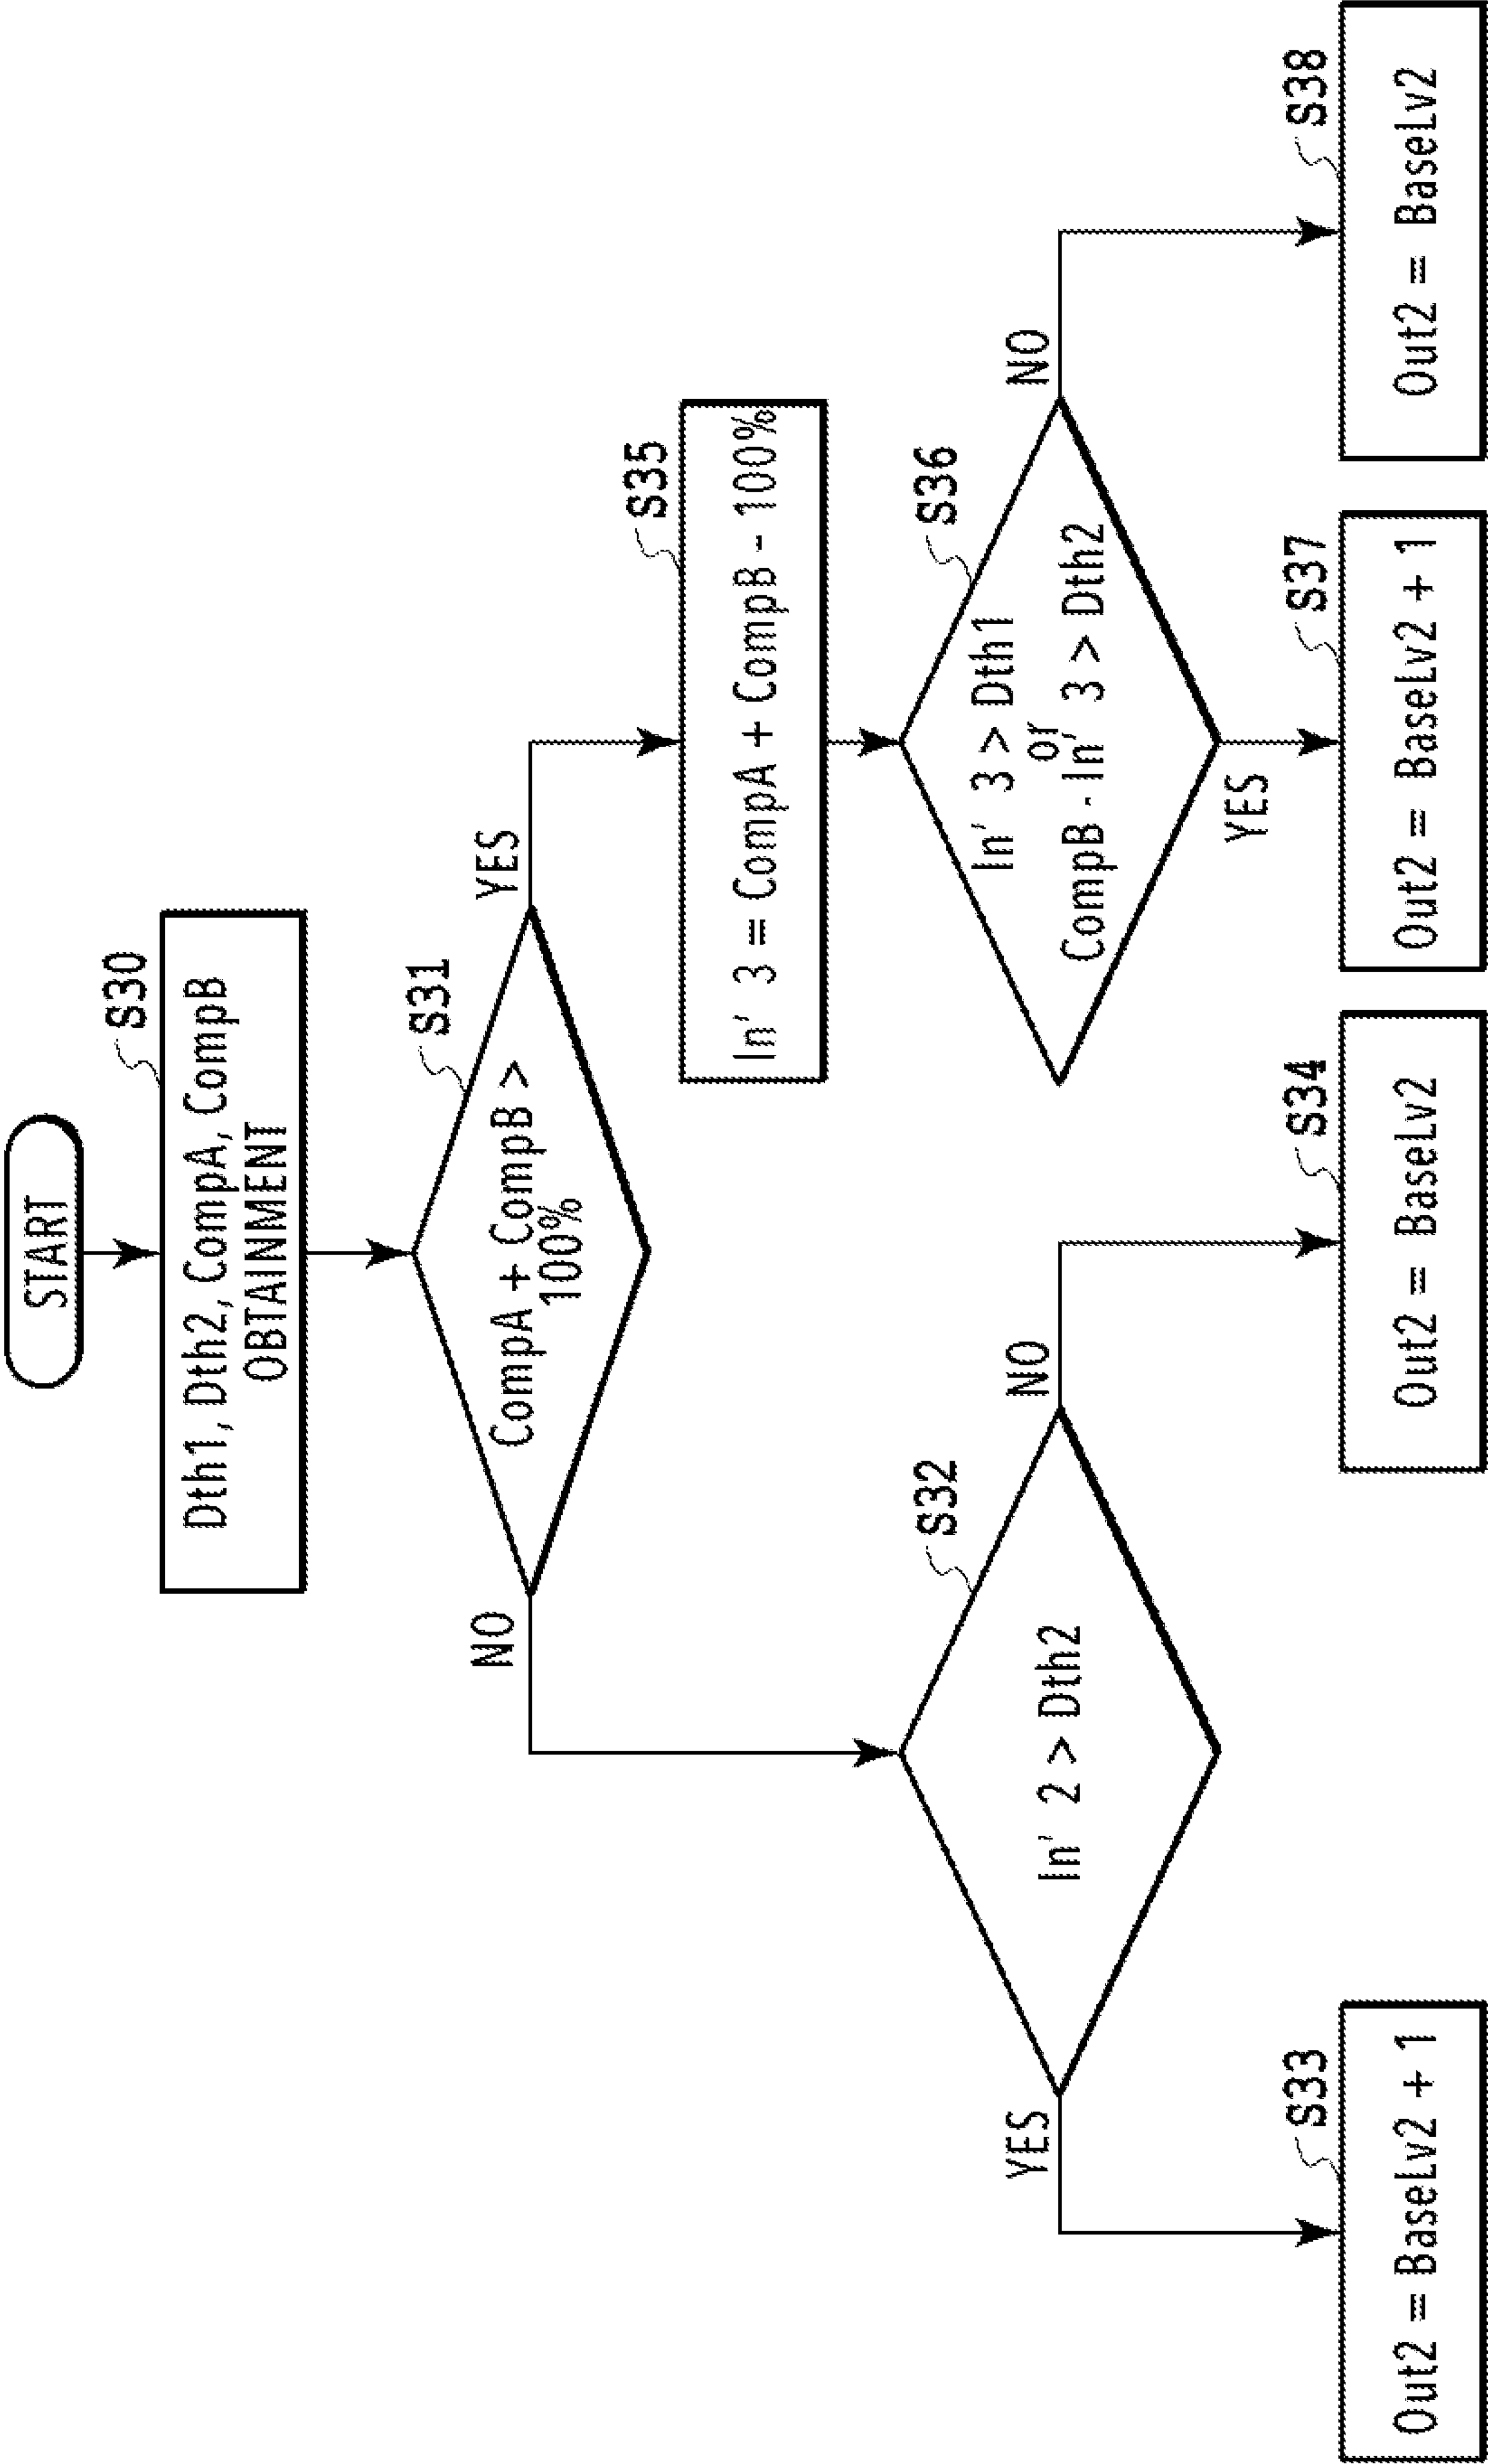 START
S30
Dth1, Dth2, CompA, CompB
OBTAINMENT
S31
CompA + CompB >
100%
NO
YES
S35
In' 3 = CompA + CompB - 100%
S32
In' 2 > Dth2
YES
NO
S36
In' 3 > Dth1
or
CompB - In' 3 > Dth2
YES
NO
S33
Out2 = BaseLv2 + 1
S34
Out2 = BaseLv2
S37
Out2 = BaseLv2 + 1
S38
Out2 = BaseLv2